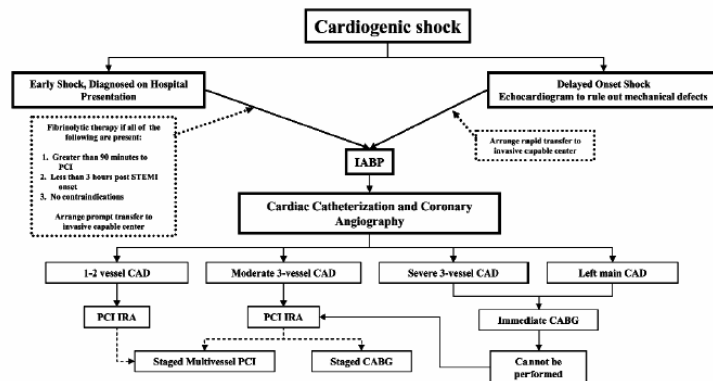 Cardiogenic shock
Early Shock, Diagnosed on Hospital
Presentation
Delayed Onset Shock
Echocardiogram to rule out mechanical defects
Fibrinolytic therapy if all of the
following are present:
1. Greater than 90 minutes to
PCI
2. Less than 3 hours post STEMI
onset
3. No contraindications
Arrange prompt transfer to
invasive capable center
Arrange rapid transfer to
invasive capable center
IABP
Cardiac Catheterization and Coronary
Angiography
1-2 vessel CAD
Moderate 3-vessel CAD
Severe 3-vessel CAD
Left main CAD
PCI IRA
PCI IRA
Immediate CABG
Staged Multivessel PCI
Staged CABG
Cannot be
performed